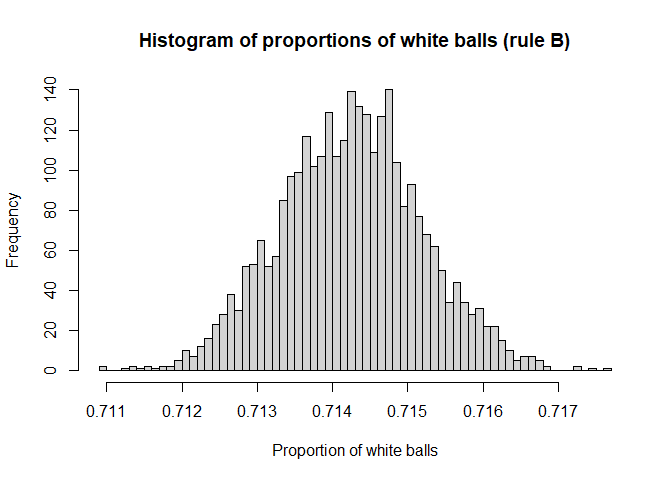 Histogram of proportions of white balls (rule B)
140
120
100
80
60
40
20
0
Frequency
0.711 0.712 0.713 0.714 0.715 0.716 0.717
Proportion of white balls